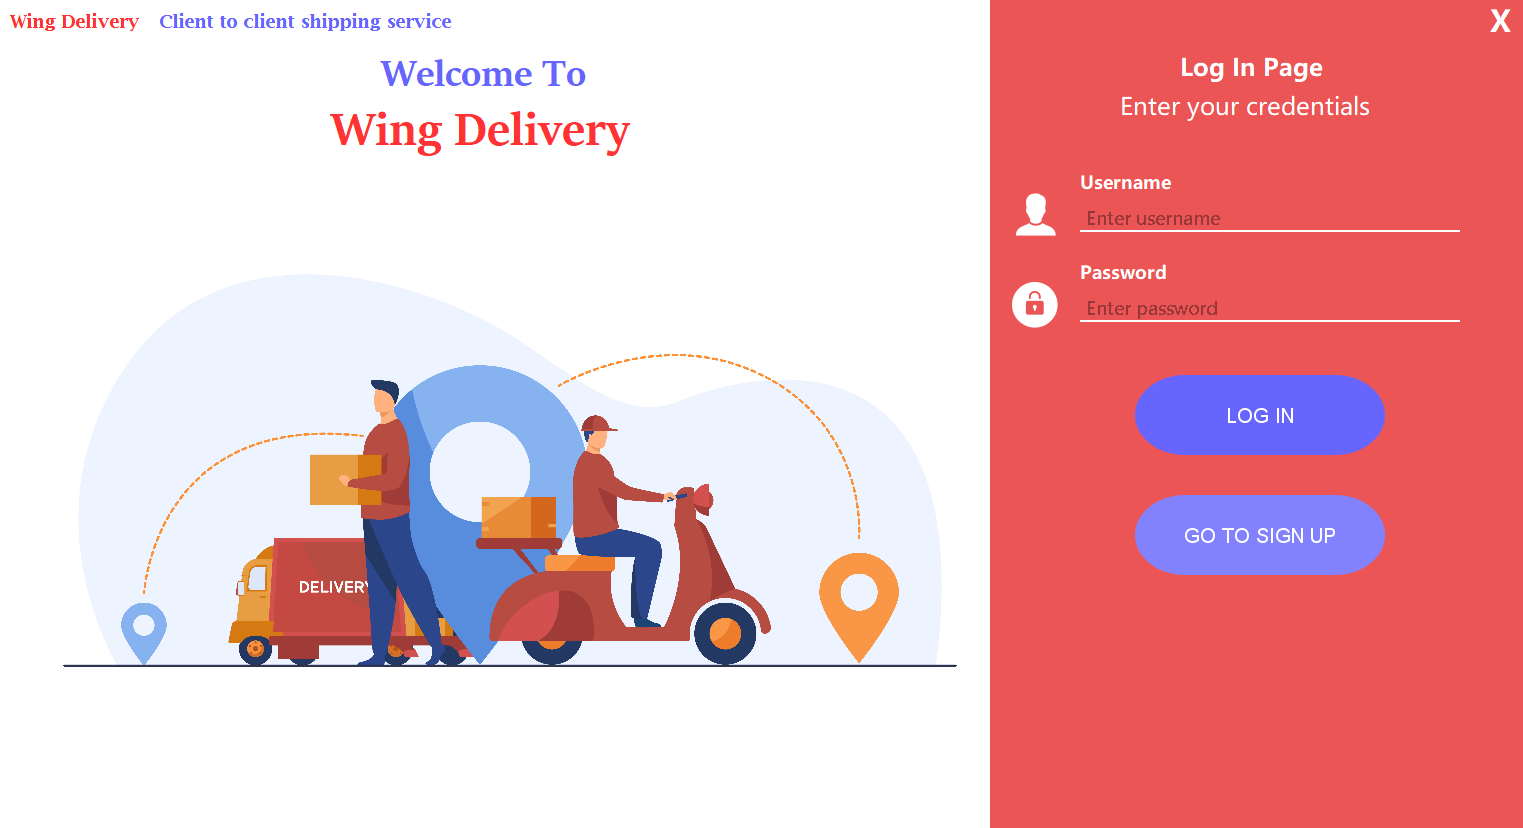 Wing Delivery Client to client shipping service
Welcome To
Wing Delivery
DELIVERY
X
Log In Page
Enter your credentials
Username
Enter username
Password
Enter password
LOG IN
GO TO SIGN UP